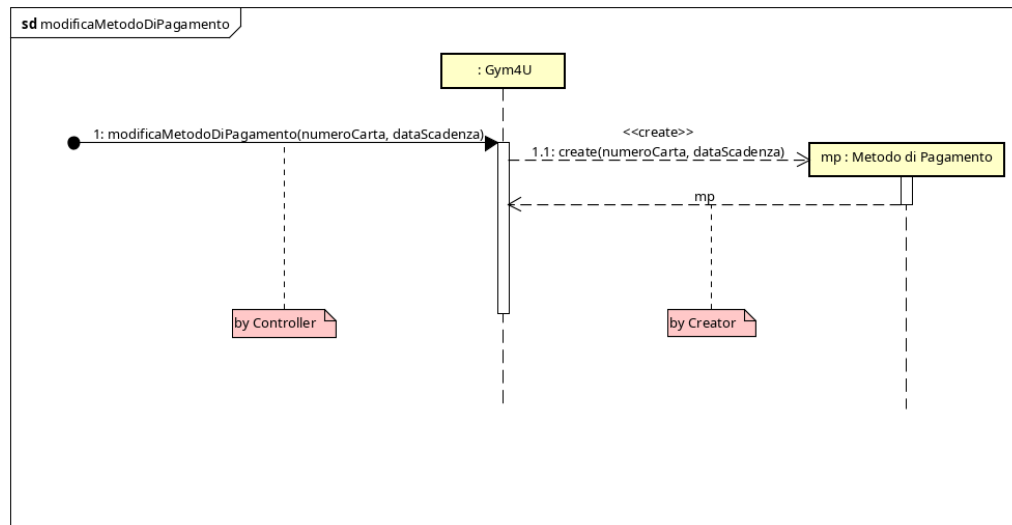 sd modificaMetodoDiPagamento
: Gym4U
1: modificaMetodoDiPagamento(numeroCarta, dataScadenza)
<<create>>
1.1: create(numeroCarta, dataScadenza)
mp : Metodo di Pagamento
mp
by Controller
by Creator